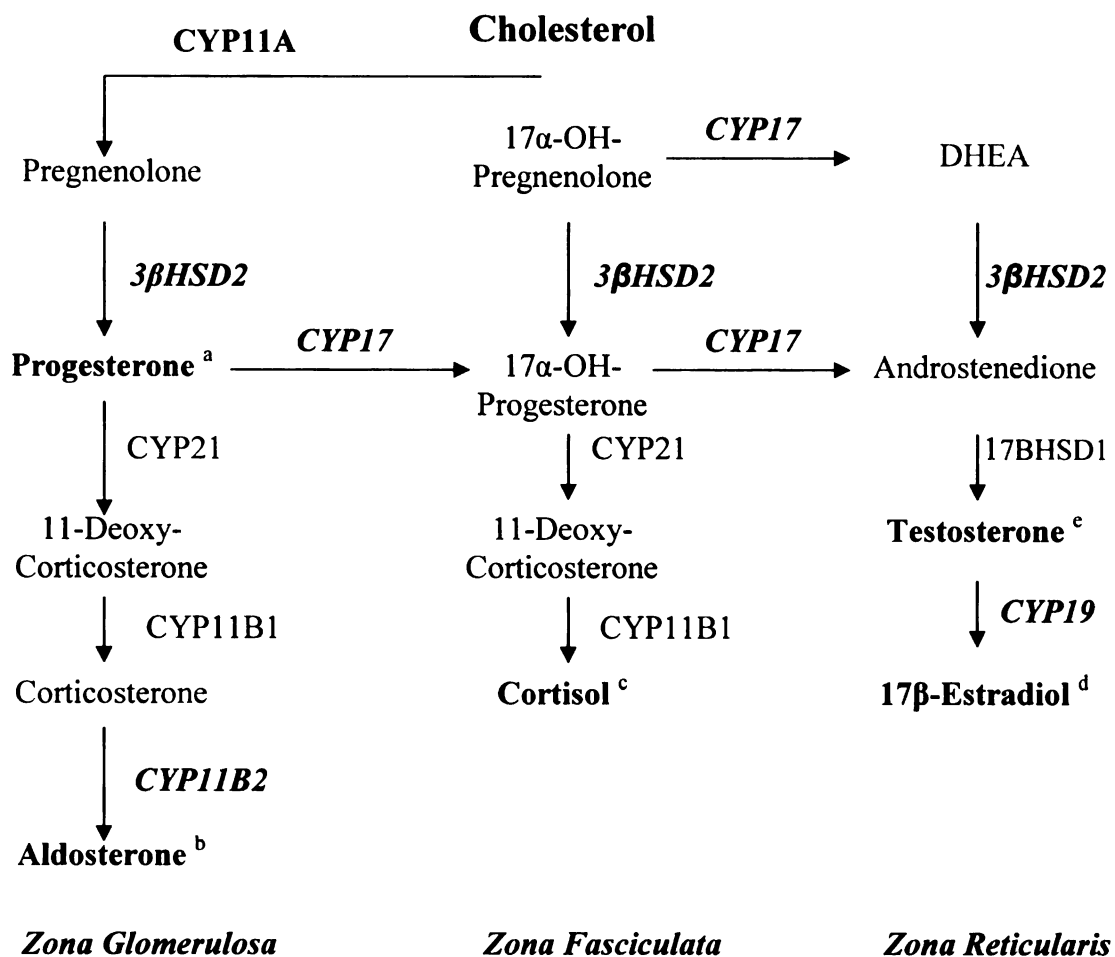 Cholesterol
CYP11A
17α-OH-
Pregnenolone
CYP17
DHEA
Pregnenolone
3βHSD2
3βHSD2
3βHSD2
Progesterone a
CYP17
17α-OH-
Progesterone
CYP17
Androstenedione
CYP21
CYP21
17BHSD1
11-Deoxy-
Corticosterone
11-Deoxy-
Corticosterone
Testosterone e
CYP11B1
CYP11B1
CYP19
Corticosterone
Cortisol c
17β-Estradiol d
CYP11B2
Aldosterone b
Zona Glomerulosa
Zona Fasciculata
Zona Reticularis